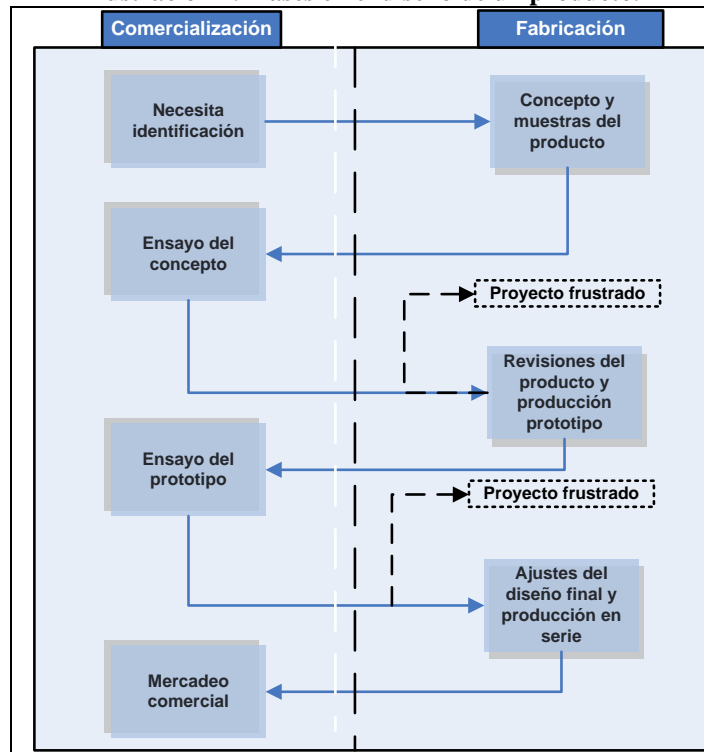 Comercialización
Fabricación
Necesita
identificación
Concepto y
muestras del
producto
Ensayo del
concepto
Proyecto frustrado
Revisiones del
producto y
producción
prototipo
Ensayo del
prototipo
Proyecto frustrado
Ajustes del
diseño final y
producción en
serie
Mercadeo
comercial